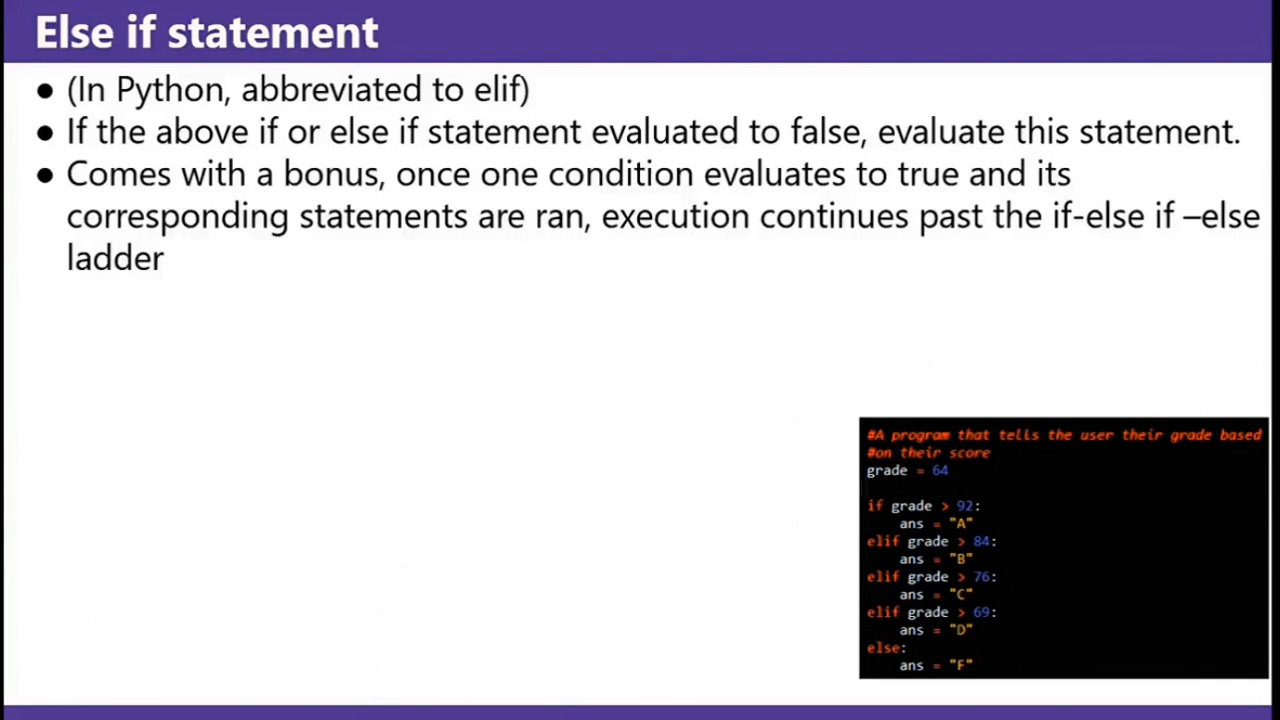 Else if statement
● (In Python, abbreviated to elif)
● If the above if or else if statement evaluated to false, evaluate this statement.
● Comes with a bonus, once one condition evaluates to true and its
corresponding statements are ran, execution continues past the if-else if –else
ladder
#A program that tells the user their grade based
#on their score
grade = 64
if grade > 92:
    ans = "A"
elif grade > 84:
    ans = "B"
elif grade > 76:
    ans = "C"
elif grade > 69:
    ans = "D"
else:
    ans = "F"